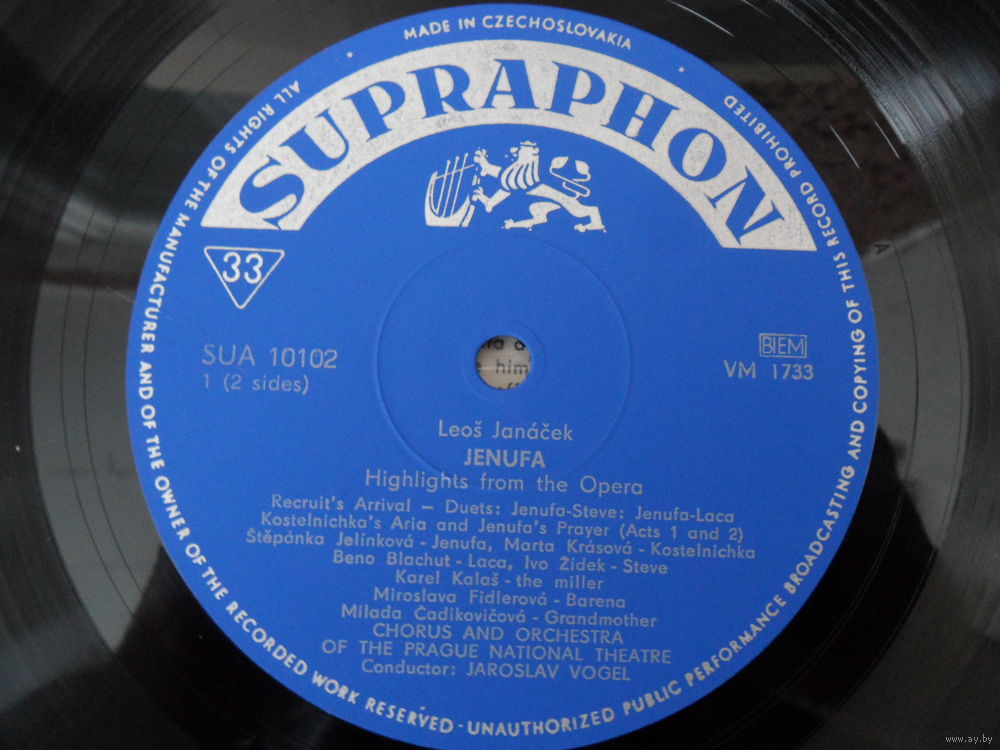 MADE IN CZECHOSLOVAKIA
ALL RIGHTS OF THE MANUFACTURER AND OF THE OWNER OF THE RECORDED WORK RESERVED - UNAUTHORIZED PUBLIC PERFORMANCE BROADCASTING AND COPYING OF THIS RECORD PROHIBITED
SUPRAPHON
33
A
SUA 10102
1 (2 sides)
BIEM
VM 1733
him
Leoš Janáček
JENUFA
Highlights from the Opera
Recruit's Arrival – Duets: Jenufa-Steve: Jenufa-Laca
Kostelnichka's Aria and Jenufa's Prayer (Acts 1 and 2)
Štěpánka Jelínková - Jenufa, Marta Krásová - Kostelnichka
Beno Blachut - Laca, Ivo Žídek - Steve
Karel Kalaš - the miller
Miroslava Fidlerová - Barena
Milada Čadikovičová - Grandmother
CHORUS AND ORCHESTRA
OF THE PRAGUE NATIONAL THEATRE
Conductor: JAROSLAV VOGEL
www.ay.by